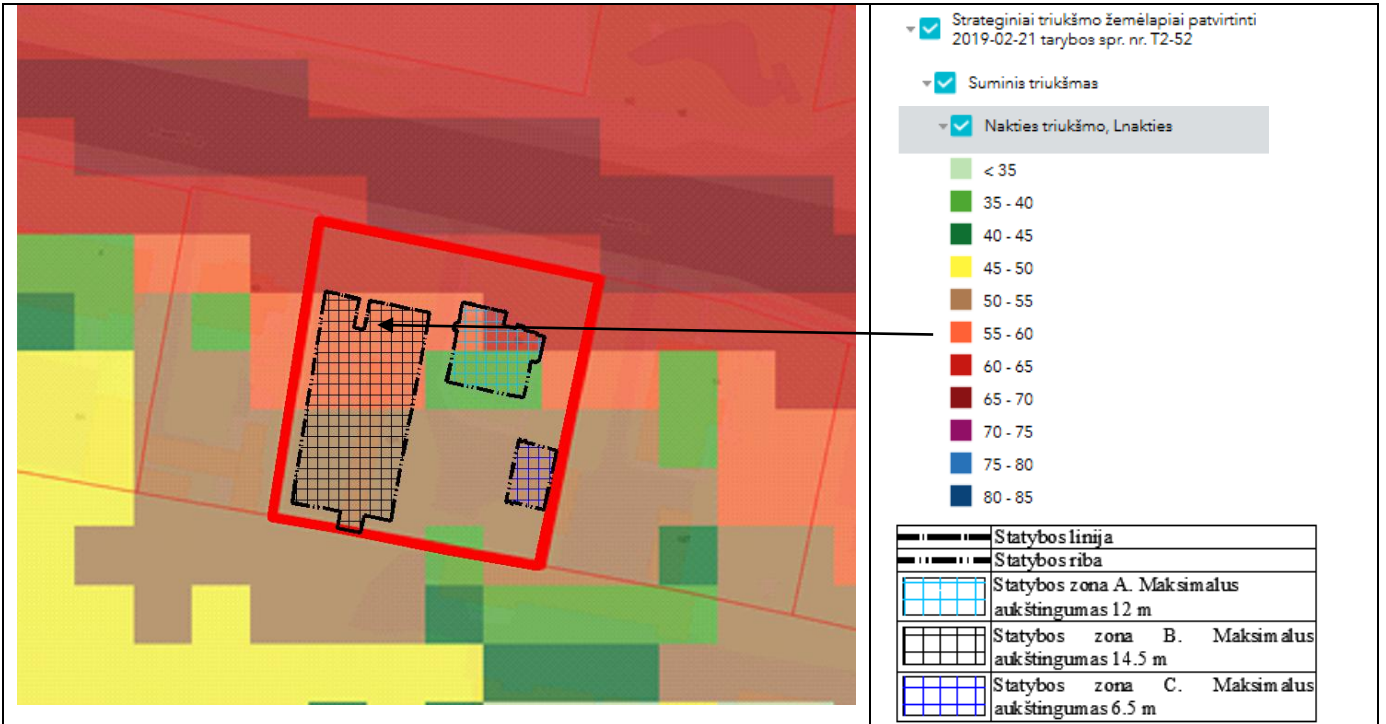 Strateginiai triukšmo žemėlapiai patvirtinti
2019-02-21 tarybos spr. nr. T2-52
Suminis triukšmas
Nakties triukšmo, Lnakties
< 35
35 - 40
40 - 45
45 - 50
50 - 55
55 - 60
60 - 65
65 - 70
70 - 75
75 - 80
80 - 85
Statybos linija
Statybos riba
Statybos zona A. Maksimalus
aukštingumas 12 m
Statybos zona B. Maksimalus
aukštingumas 14.5 m
Statybos zona C. Maksimalus
aukštingumas 6.5 m